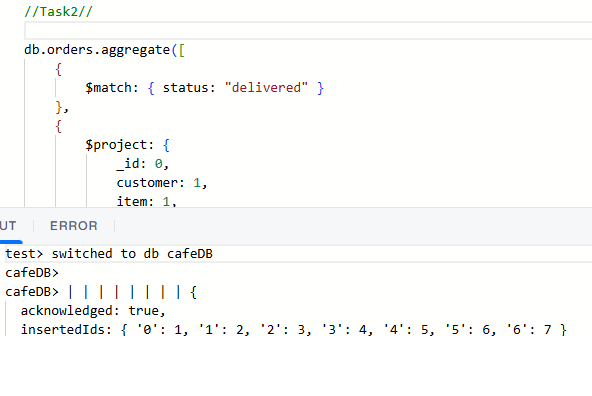 //Task2//
db.orders.aggregate([
{
$match: { status: "delivered" }
},
{
$project: {
_id: 0,
customer: 1,
item: 1,
UT ERROR
test> switched to db cafeDB
cafeDB>
cafeDB> | | | | | | | | {
acknowledged: true,
insertedIds: { '0': 1, '1': 2, '2': 3, '3': 4, '4': 5, '5': 6, '6': 7 }